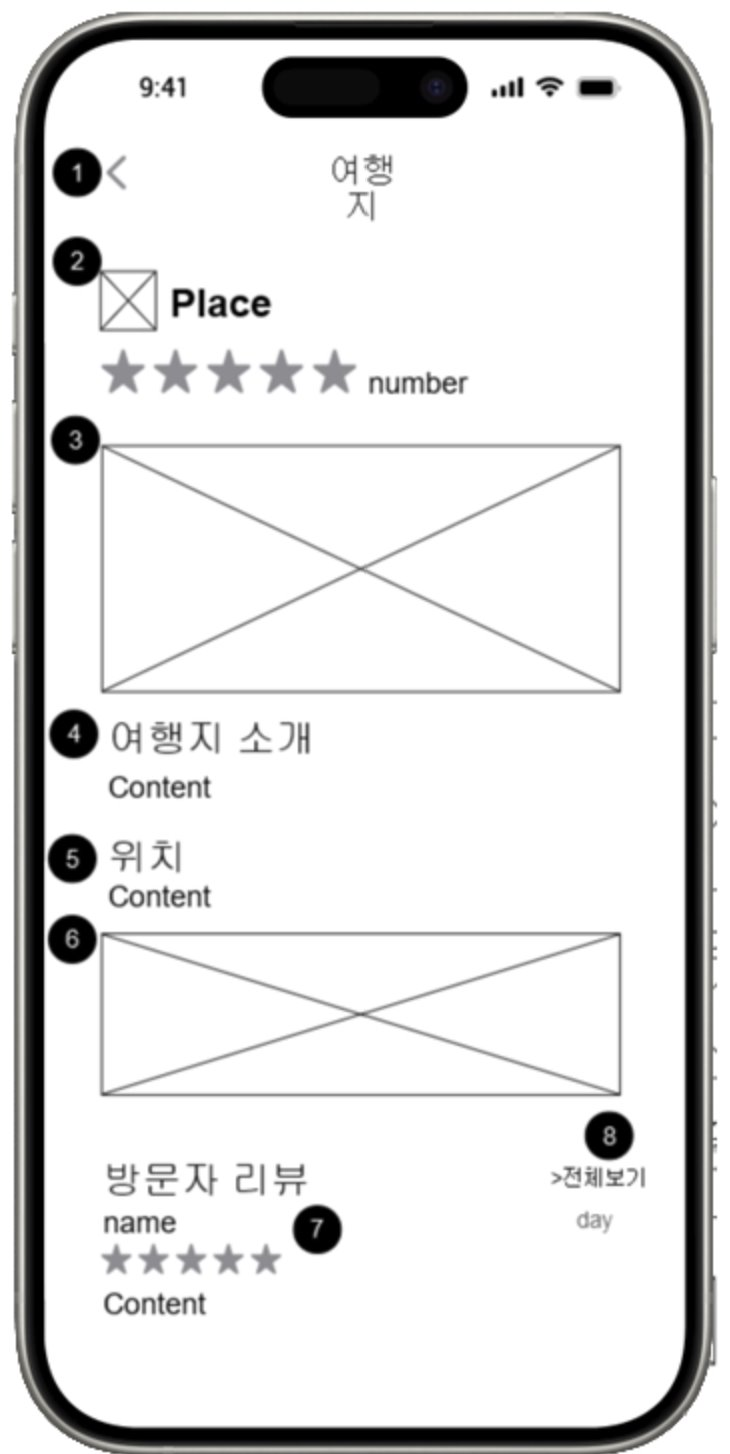 9:41
1 <
여행
지
2
Place
number
3
4 여행지 소개
Content
5 위치
Content
6
8
방문자 리뷰 >전체보기
name 7 day
Content